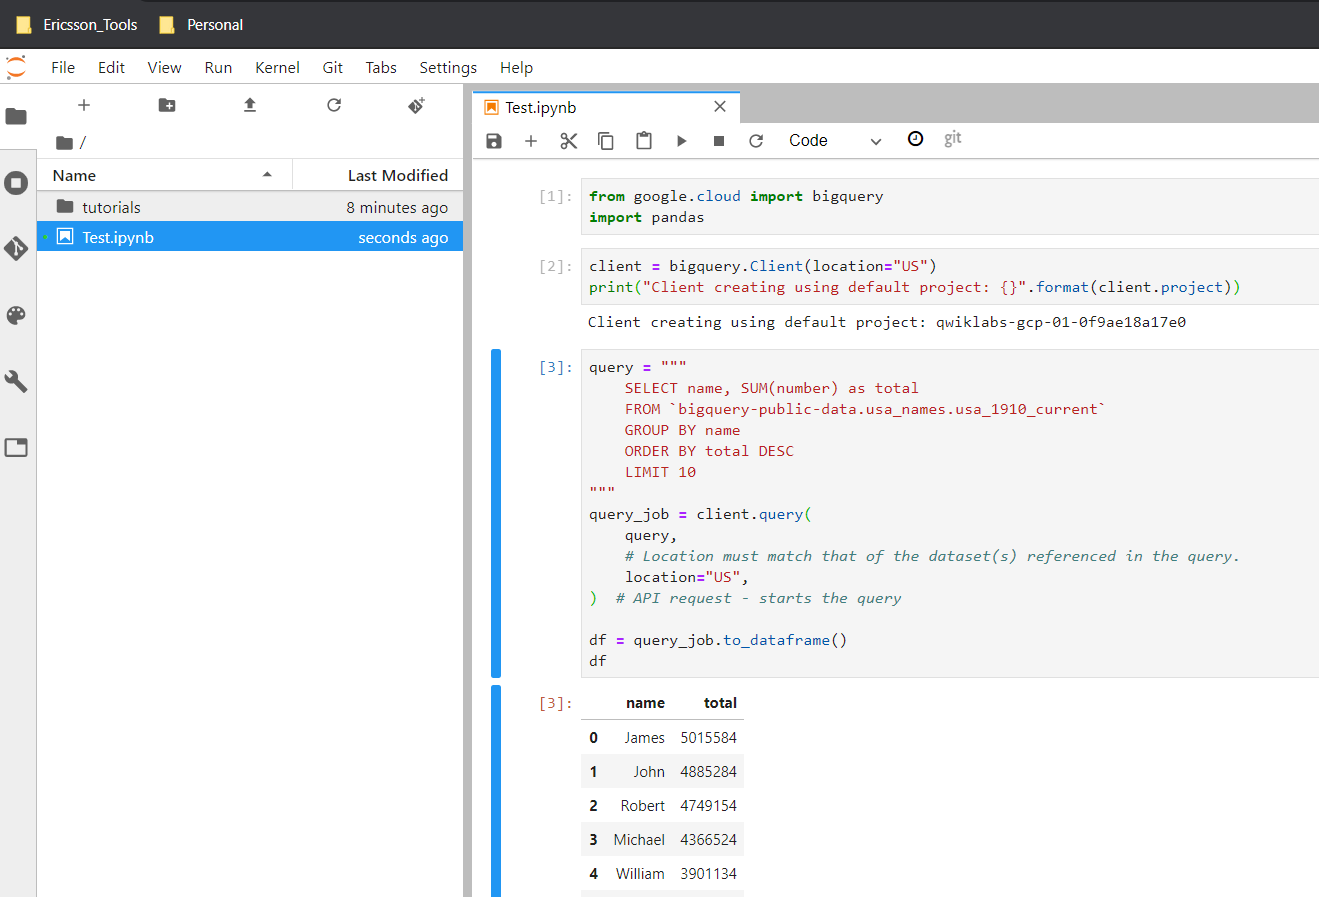 Ericsson_Tools Personal
File Edit View Run Kernel Git Tabs Settings Help
/
Name Last Modified
tutorials 8 minutes ago
Test.ipynb seconds ago
Test.ipynb
Code git
[1]: from google.cloud import bigquery
import pandas
[2]: client = bigquery.Client(location="US")
print("Client creating using default project: {}".format(client.project))
Client creating using default project: qwiklabs-gcp-01-0f9ae18a17e0
[3]: query = """
    SELECT name, SUM(number) as total
    FROM `bigquery-public-data.usa_names.usa_1910_current`
    GROUP BY name
    ORDER BY total DESC
    LIMIT 10
"""
query_job = client.query(
    query,
    # Location must match that of the dataset(s) referenced in the query.
    location="US",
)  # API request - starts the query
df = query_job.to_dataframe()
df
[3]: name total
0 James 5015584
1 John 4885284
2 Robert 4749154
3 Michael 4366524
4 William 3901134